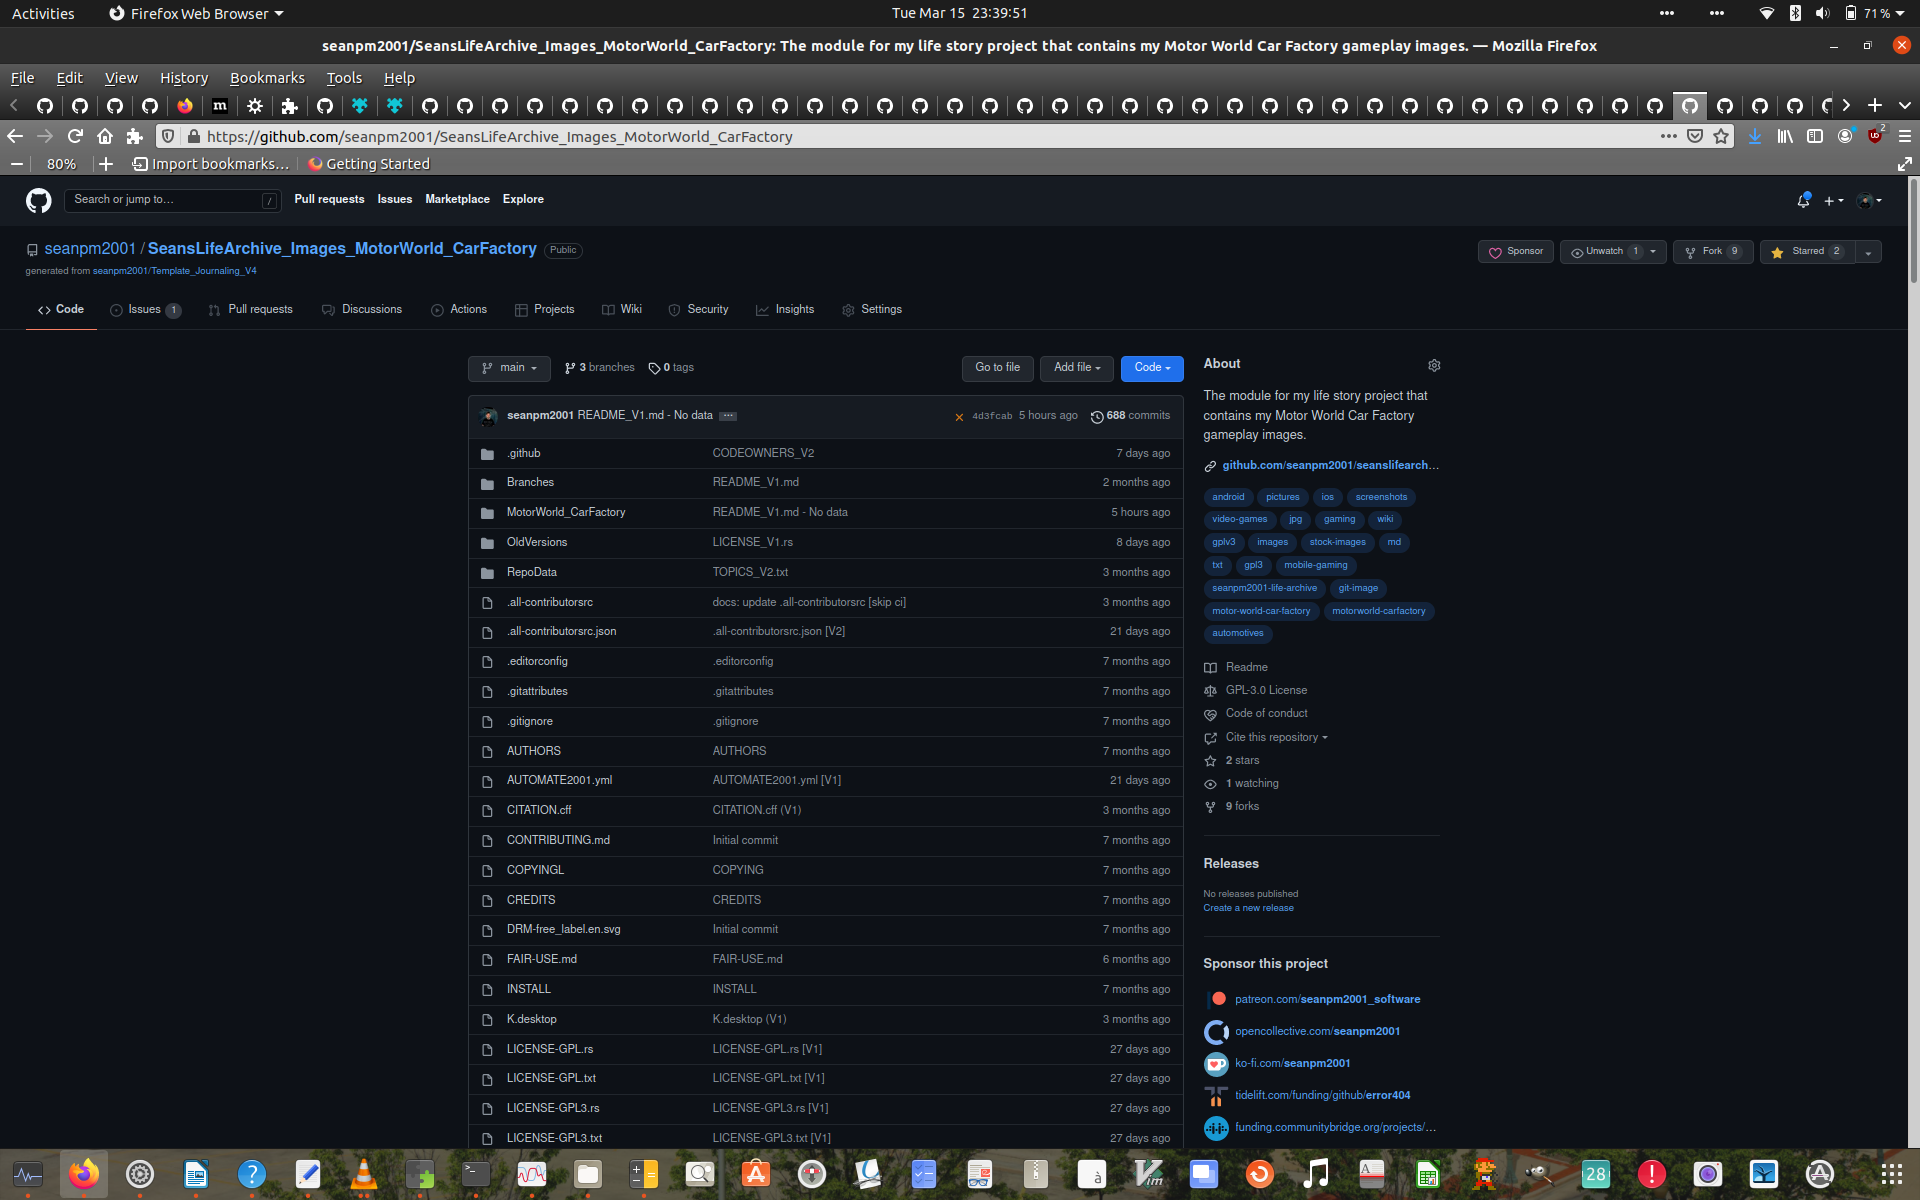 Activities Firefox Web Browser Tue Mar 15 23:39:51 71 %
seanpm2001/SeansLifeArchive_Images_MotorWorld_CarFactory: The module for my life story project that contains my Motor World Car Factory gameplay images. — Mozilla Firefox
File Edit View History Bookmarks Tools Help
https://github.com/seanpm2001/SeansLifeArchive_Images_MotorWorld_CarFactory 2
80% Import bookmarks... Getting Started
Search or jump to... / Pull requests Issues Marketplace Explore
seanpm2001 / SeansLifeArchive_Images_MotorWorld_CarFactory Public
Sponsor Unwatch 1 Fork 9 Starred 2
generated from seanpm2001/Template_Journaling_V4
Code Issues 1 Pull requests Discussions Actions Projects Wiki Security Insights Settings
main 3 branches 0 tags Go to file Add file Code
seanpm2001 README_V1.md - No data ... 4d3fcab 5 hours ago 688 commits
.github CODEOWNERS_V2 7 days ago
Branches README_V1.md 2 months ago
MotorWorld_CarFactory README_V1.md - No data 5 hours ago
OldVersions LICENSE_V1.rs 8 days ago
RepoData TOPICS_V2.txt 3 months ago
.all-contributorsrc docs: update .all-contributorsrc [skip ci] 3 months ago
.all-contributorsrc.json .all-contributorsrc.json [V2] 21 days ago
.editorconfig .editorconfig 7 months ago
.gitattributes .gitattributes 7 months ago
.gitignore .gitignore 7 months ago
AUTHORS AUTHORS 7 months ago
AUTOMATE2001.yml AUTOMATE2001.yml [V1] 21 days ago
CITATION.cff CITATION.cff (V1) 3 months ago
CONTRIBUTING.md Initial commit 7 months ago
COPYINGL COPYING 7 months ago
CREDITS CREDITS 7 months ago
DRM-free_label.en.svg Initial commit 7 months ago
FAIR-USE.md FAIR-USE.md 6 months ago
INSTALL INSTALL 7 months ago
K.desktop K.desktop (V1) 3 months ago
LICENSE-GPL.rs LICENSE-GPL.rs [V1] 27 days ago
LICENSE-GPL.txt LICENSE-GPL.txt [V1] 27 days ago
LICENSE-GPL3.rs LICENSE-GPL3.rs [V1] 27 days ago
LICENSE-GPL3.txt LICENSE-GPL3.txt [V1] 27 days ago
About
The module for my life story project that
contains my Motor World Car Factory
gameplay images.
github.com/seanpm2001/seanslifearch...
android pictures ios screenshots
video-games jpg gaming wiki
gplv3 images stock-images md
txt gpl3 mobile-gaming
seanpm2001-life-archive git-image
motor-world-car-factory motorworld-carfactory
automotives
Readme
GPL-3.0 License
Code of conduct
Cite this repository
2 stars
1 watching
9 forks
Releases
No releases published
Create a new release
Sponsor this project
patreon.com/seanpm2001_software
opencollective.com/seanpm2001
ko-fi.com/seanpm2001
tidelift.com/funding/github/error404
funding.communitybridge.org/projects/...
28